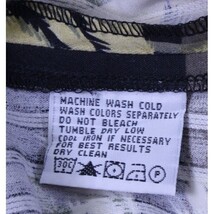 MACHINE WASH COLD
WASH COLORS SEPARATELY
DO NOT BLEACH
TUMBLE DRY LOW
COOL IRON IF NECESSARY
FOR BEST RESULTS
DRY CLEAN
30C P